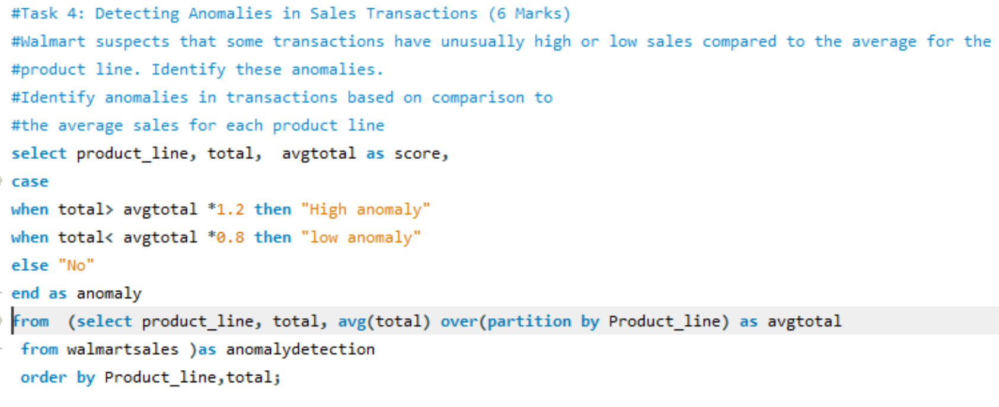 #Task 4: Detecting Anomalies in Sales Transactions (6 Marks)
#Walmart suspects that some transactions have unusually high or low sales compared to the average for the
#product line. Identify these anomalies.
#Identify anomalies in transactions based on comparison to
#the average sales for each product line
select product_line, total,  avgtotal as score,
case
when total> avgtotal *1.2 then "High anomaly"
when total< avgtotal *0.8 then "low anomaly"
else "No"
end as anomaly
from  (select product_line, total, avg(total) over(partition by Product_line) as avgtotal
 from walmartsales )as anomalydetection
 order by Product_line,total;